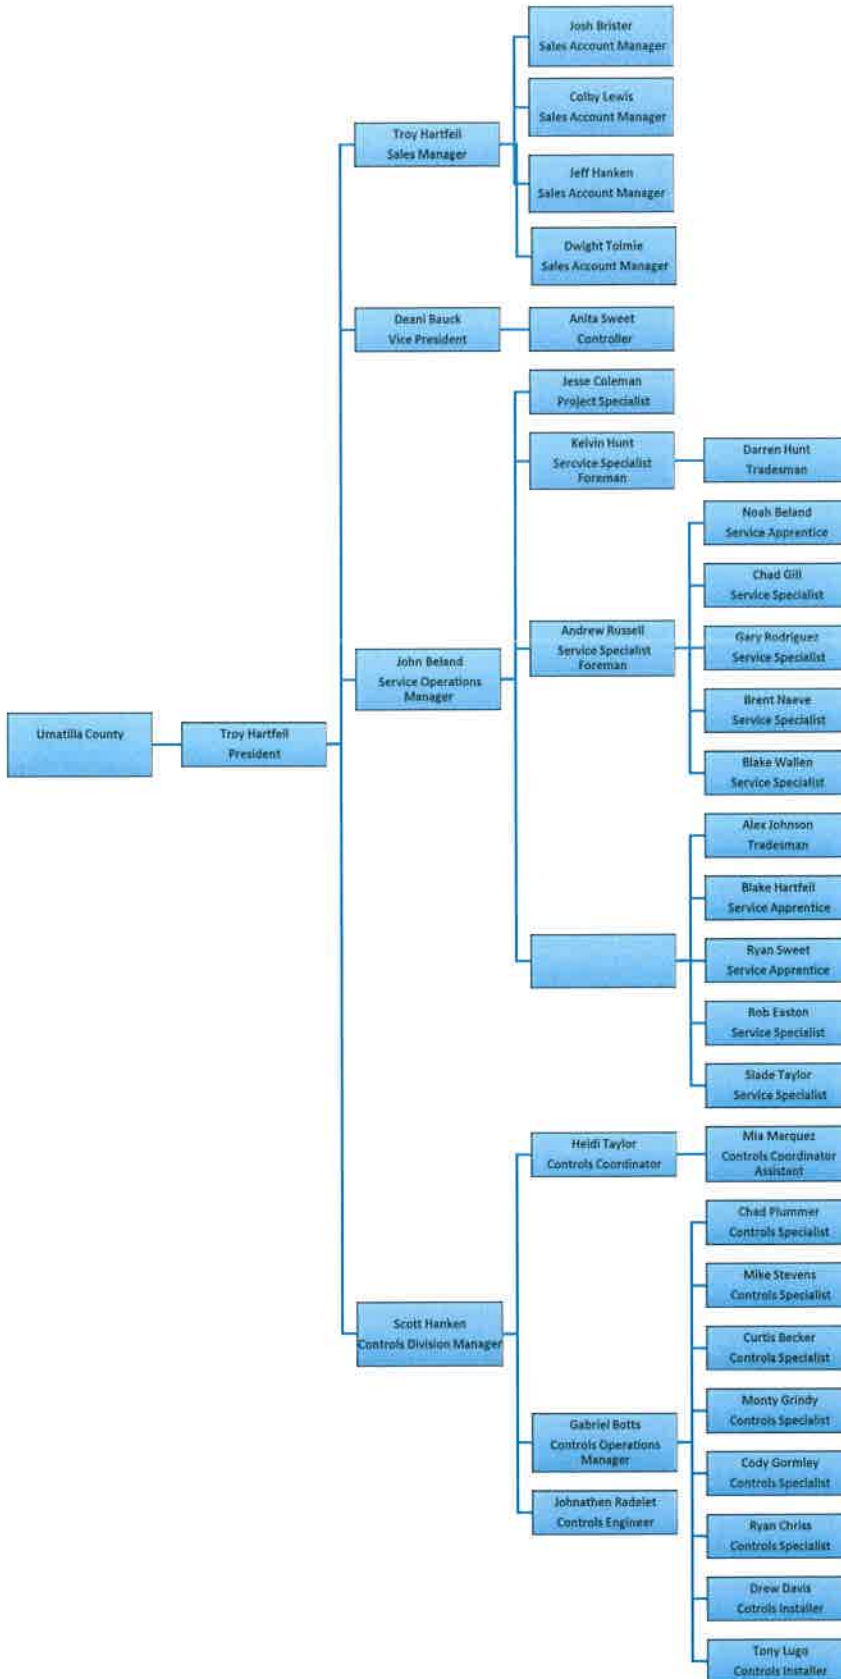 Umatilla County
Troy Hartfeil
President
Troy Hartfeil
Sales Manager
Josh Brister
Sales Account Manager
Colby Lewis
Sales Account Manager
Jeff Hanken
Sales Account Manager
Dwight Tolmie
Sales Account Manager
Deani Bauck
Vice President
Anita Sweet
Controller
John Beland
Service Operations
Manager
Jesse Coleman
Project Specialist
Kelvin Hunt
Sercvice Specialist
Foreman
Darren Hunt
Tradesman
Andrew Russell
Service Specialist
Foreman
Noah Beland
Service Apprentice
Chad Gill
Service Specialist
Gary Rodriguez
Service Specialist
Brent Naeve
Service Specialist
Blake Wallen
Service Specialist
Alex Johnson
Tradesman
Blake Hartfeil
Service Apprentice
Ryan Sweet
Service Apprentice
Rob Easton
Service Specialist
Slade Taylor
Service Specialist
Scott Hanken
Controls Division Manager
Heidi Taylor
Controls Coordinator
Mia Marquez
Controls Coordinator
Assistant
Gabriel Botts
Controls Operations
Manager
Chad Plummer
Controls Specialist
Mike Stevens
Controls Specialist
Curtis Becker
Controls Specialist
Monty Grindy
Controls Specialist
Cody Gormley
Controls Specialist
Ryan Chriss
Controls Specialist
Drew Davis
Cotrols Installer
Tony Lugo
Controls Installer
Johnathen Radelet
Controls Engineer